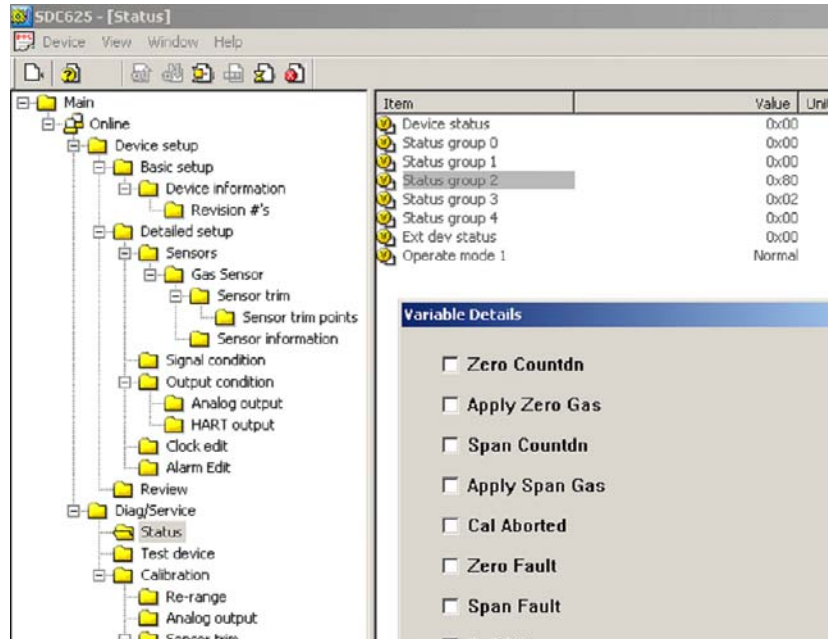 SDC625 - [Status]
Device View Window Help
Main
Online
Device setup
Basic setup
Device information
Revision #'s
Detailed setup
Sensors
Gas Sensor
Sensor trim
Sensor trim points
Sensor information
Signal condition
Output condition
Analog output
HART output
Clock edit
Alarm Edit
Review
Diag/Service
Status
Test device
Calibration
Re-range
Analog output
Sensor trim
Item Value
Device status 0x00
Status group 0 0x00
Status group 1 0x00
Status group 2 0x80
Status group 3 0x02
Status group 4 0x00
Ext dev status 0x00
Operate mode 1 Normal
Variable Details
Zero Countdn
Apply Zero Gas
Span Countdn
Apply Span Gas
Cal Aborted
Zero Fault
Span Fault